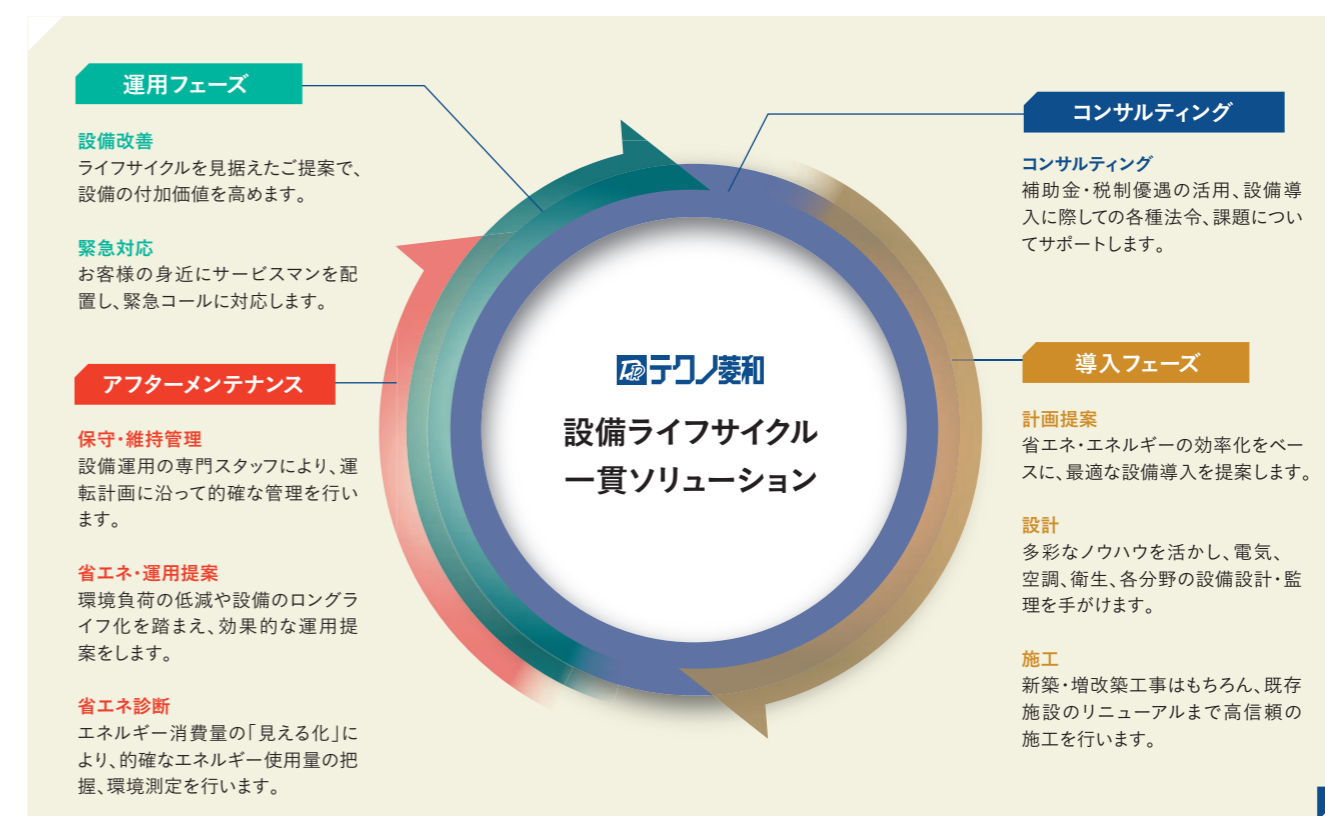 運用フェーズ
設備改善
ライフサイクルを見据えたご提案で、
設備の付加価値を高めます。
緊急対応
お客様の身近にサービスマンを配
置し、緊急コールに対応します。
アフターメンテナンス
保守・維持管理
設備運用の専門スタッフにより、運
転計画に沿って的確な管理を行い
ます。
省エネ・運用提案
環境負荷の低減や設備のロングラ
イフ化を踏まえ、効果的な運用提
案をします。
省エネ診断
エネルギー消費量の「見える化」に
より、的確なエネルギー使用量の把
握、環境測定を行います。
テクノ菱和
設備ライフサイクル
一貫ソリューション
コンサルティング
コンサルティング
補助金・税制優遇の活用、設備導
入に際しての各種法令、課題につい
てサポートします。
導入フェーズ
計画提案
省エネ・エネルギーの効率化をベー
スに、最適な設備導入を提案します。
設計
多彩なノウハウを活かし、電気、
空調、衛生、各分野の設備設計・監
理を手がけます。
施工
新築・増改築工事はもちろん、既存
施設のリニューアルまで高信頼の
施工を行います。